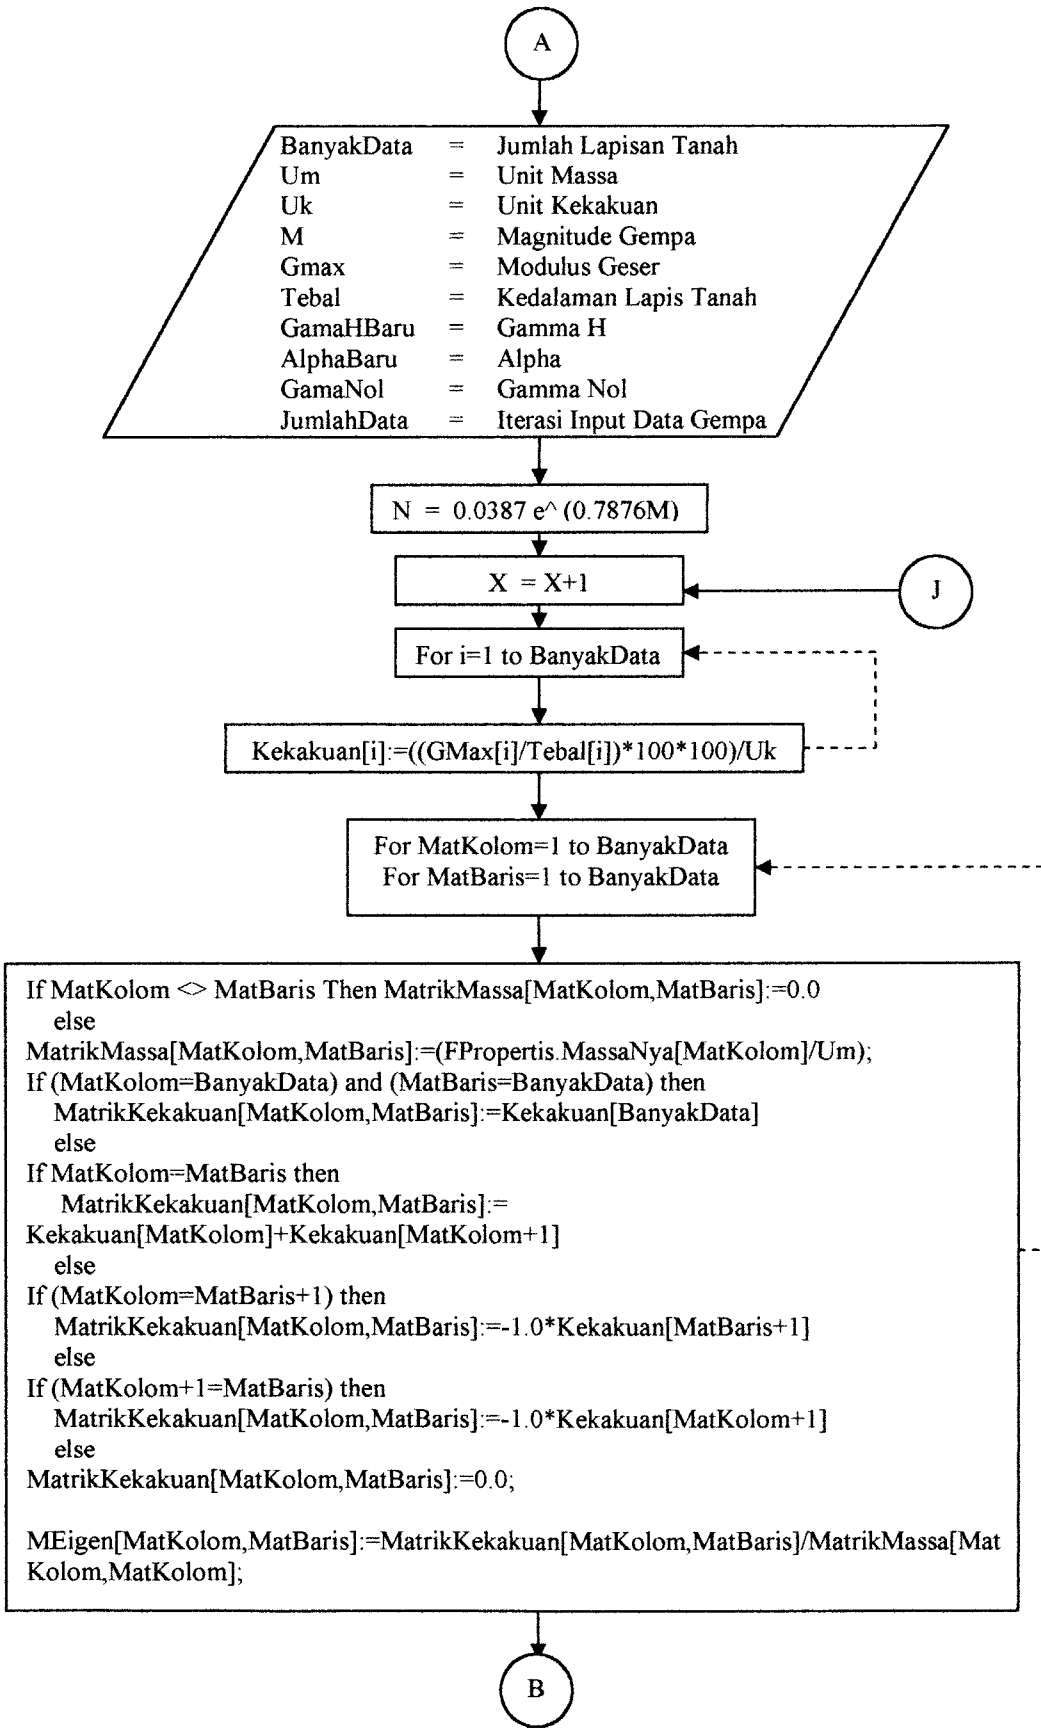 A
BanyakData = Jumlah Lapisan Tanah
Um = Unit Massa
Uk = Unit Kekakuan
M = Magnitude Gempa
Gmax = Modulus Geser
Tebal = Kedalaman Lapis Tanah
GamaHBaru = Gamma H
AlphaBaru = Alpha
GamaNol = Gamma Nol
JumlahData = Iterasi Input Data Gempa
N = 0.0387 e^ (0.7876M)
X = X+1
J
For i=1 to BanyakData
Kekakuan[i]:=((GMax[i]/Tebal[i])*100*100)/Uk
For MatKolom=1 to BanyakData
For MatBaris=1 to BanyakData
If MatKolom <> MatBaris Then MatrikMassa[MatKolom,MatBaris]:=0.0
else
MatrikMassa[MatKolom,MatBaris]:=(FPropertis.MassaNya[MatKolom]/Um);
If (MatKolom=BanyakData) and (MatBaris=BanyakData) then
MatrikKekakuan[MatKolom,MatBaris]:=Kekakuan[BanyakData]
else
If MatKolom=MatBaris then
MatrikKekakuan[MatKolom,MatBaris]:=
Kekakuan[MatKolom]+Kekakuan[MatKolom+1]
else
If (MatKolom=MatBaris+1) then
MatrikKekakuan[MatKolom,MatBaris]:=-1.0*Kekakuan[MatBaris+1]
else
If (MatKolom+1=MatBaris) then
MatrikKekakuan[MatKolom,MatBaris]:=-1.0*Kekakuan[MatKolom+1]
else
MatrikKekakuan[MatKolom,MatBaris]:=0.0;
MEigen[MatKolom,MatBaris]:=MatrikKekakuan[MatKolom,MatBaris]/MatrikMassa[Mat
Kolom,MatKolom];
B